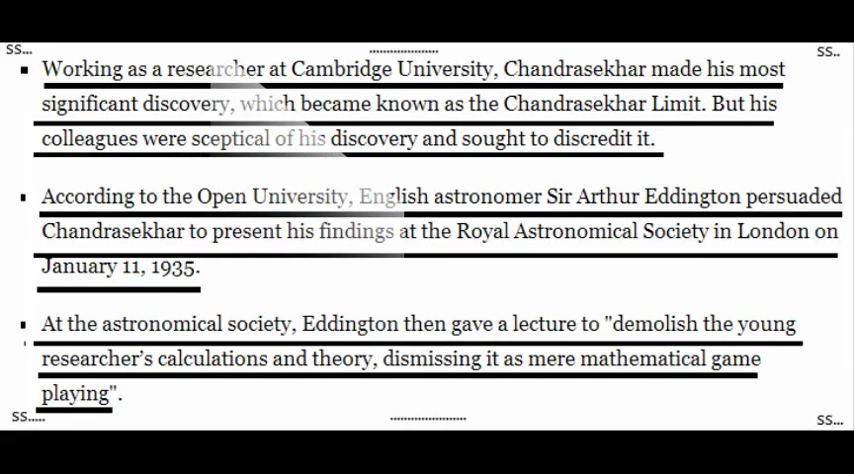 ss... ....................... ss..
▪ Working as a researcher at Cambridge University, Chandrasekhar made his most
significant discovery, which became known as the Chandrasekhar Limit. But his
colleagues were sceptical of his discovery and sought to discredit it.
▪ According to the Open University, English astronomer Sir Arthur Eddington persuaded
Chandrasekhar to present his findings at the Royal Astronomical Society in London on
January 11, 1935.
▪ At the astronomical society, Eddington then gave a lecture to "demolish the young
researcher's calculations and theory, dismissing it as mere mathematical game
playing".
ss..... ......................... ss...